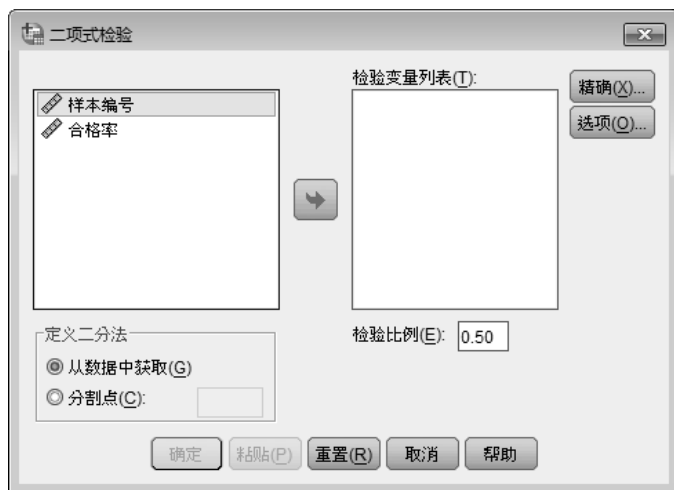 二项式检验
样本编号
合格率
检验变量列表(T):
精确(X)...
选项(O)...
定义二分法
从数据中获取(G)
分割点(C):
检验比例(E): 0.50
确定 粘贴(P) 重置(R) 取消 帮助